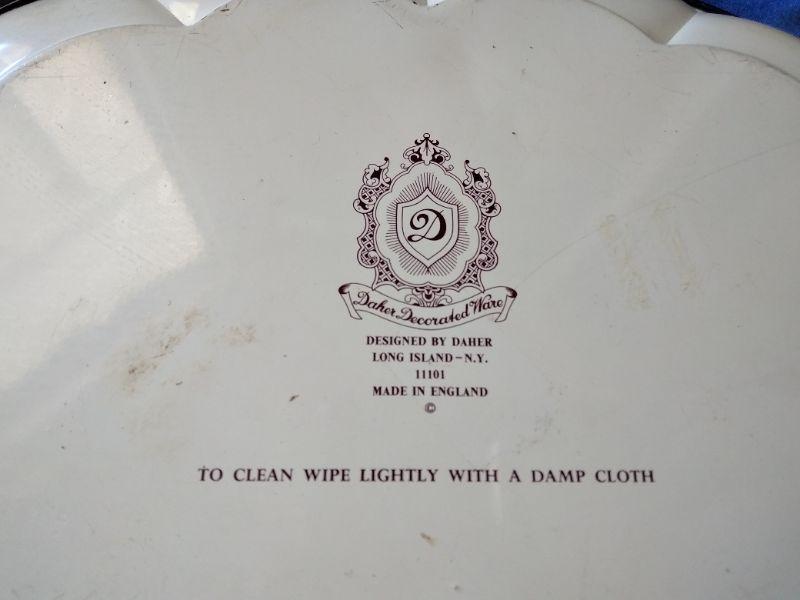 D
Daher Decorated Ware
DESIGNED BY DAHER
LONG ISLAND-N.Y.
11101
MADE IN ENGLAND
©
TO CLEAN WIPE LIGHTLY WITH A DAMP CLOTH